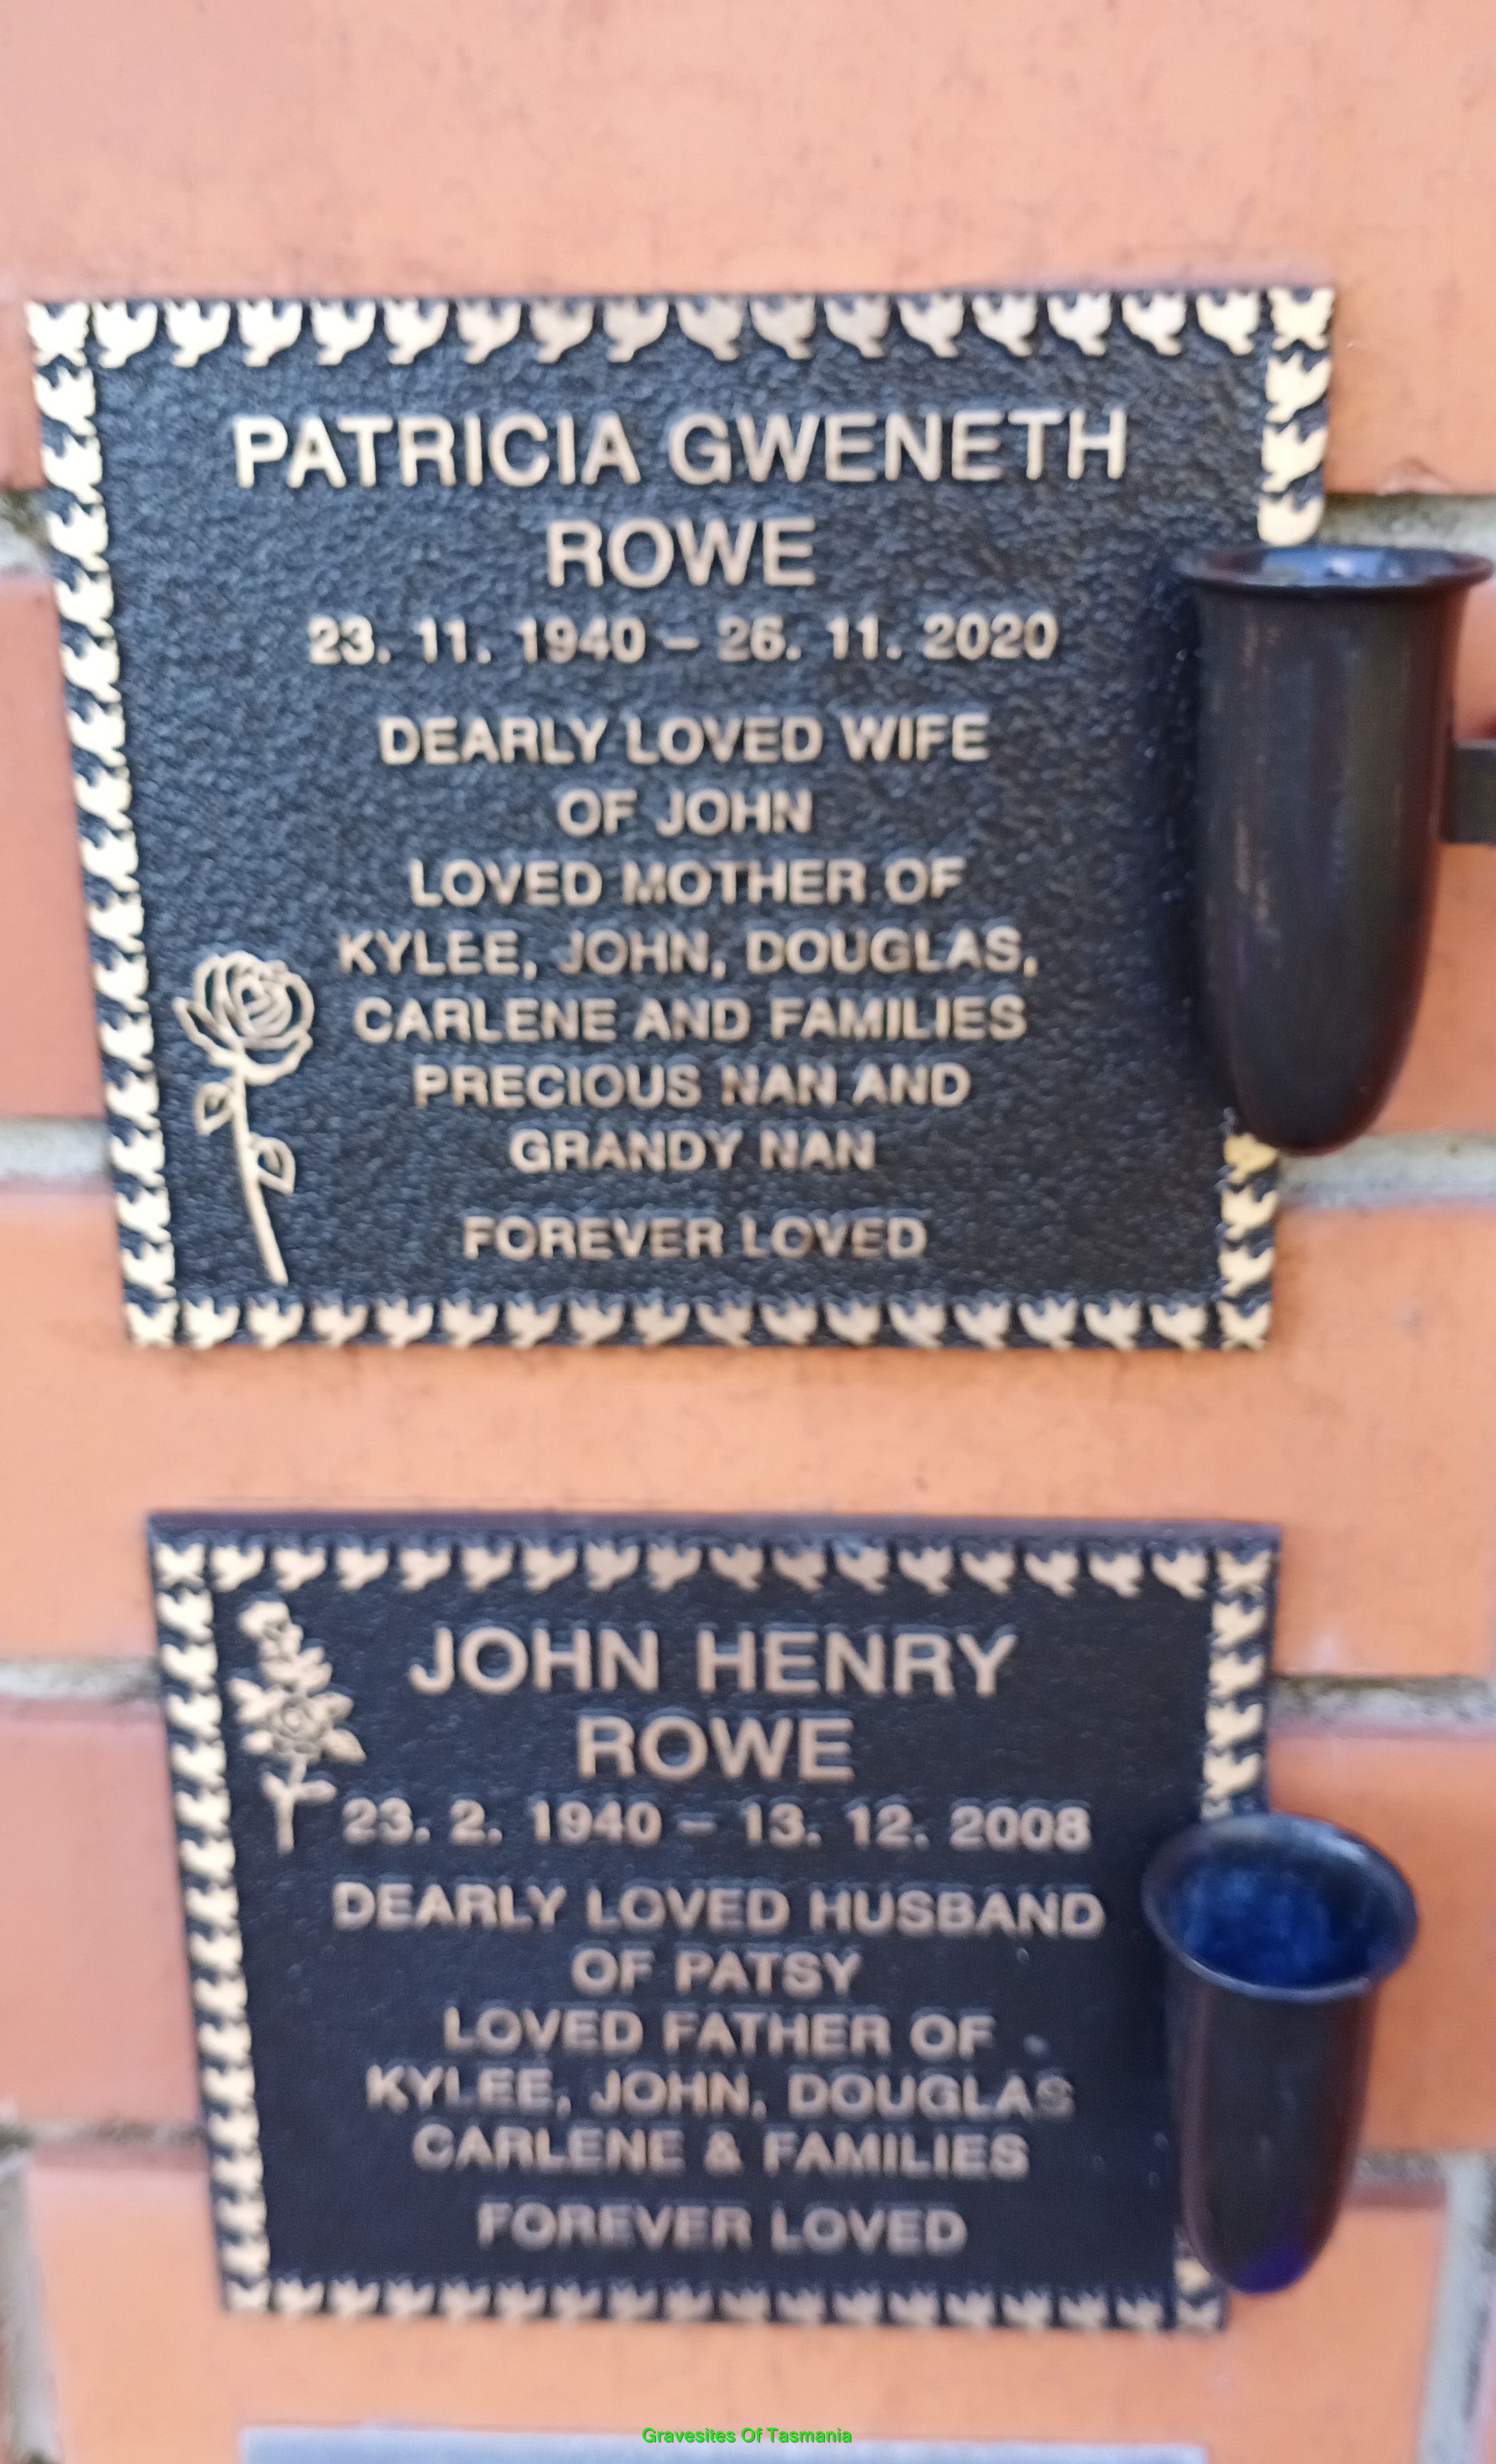 PATRICIA GWENETH
ROWE
23. 11. 1940 – 26. 11. 2020
DEARLY LOVED WIFE
OF JOHN
LOVED MOTHER OF
KYLEE, JOHN, DOUGLAS,
CARLENE AND FAMILIES
PRECIOUS NAN AND
GRANDY NAN
FOREVER LOVED
JOHN HENRY
ROWE
23. 2. 1940 – 13. 12. 2008
DEARLY LOVED HUSBAND
OF PATSY
LOVED FATHER OF
KYLEE, JOHN, DOUGLAS
CARLENE & FAMILIES
FOREVER LOVED
Gravesites Of Tasmania